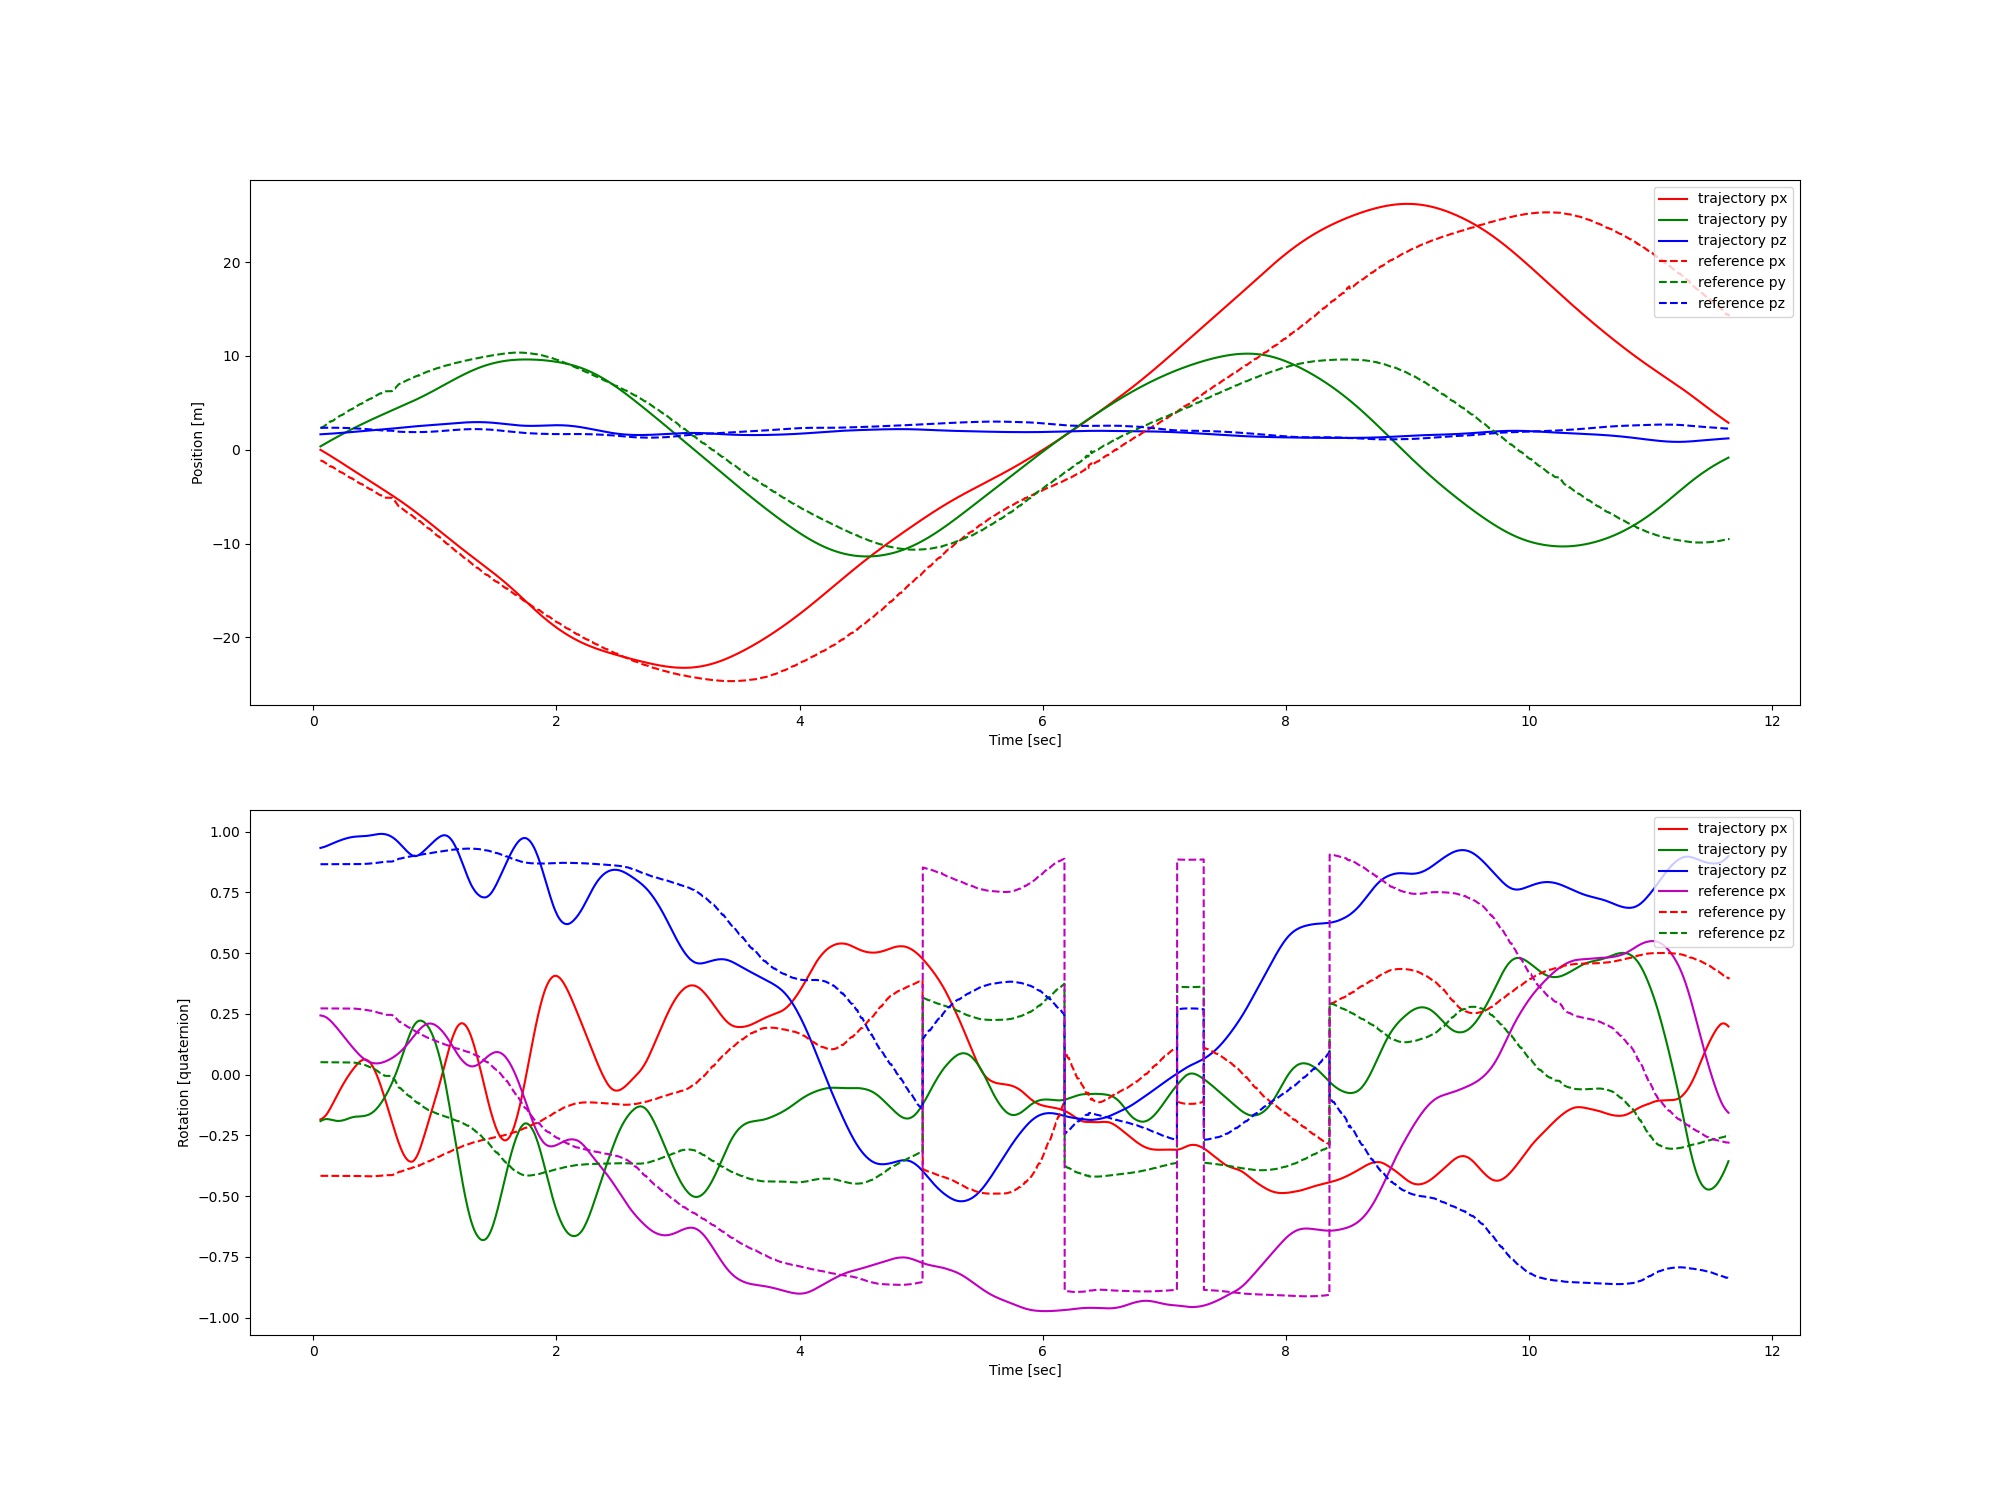 trajectory px
trajectory py
trajectory pz
reference px
reference py
reference pz
20
10
0
−10
−20
Position [m]
0 2 4 6 8 10 12
Time [sec]
trajectory px
trajectory py
trajectory pz
reference px
reference py
reference pz
1.00
0.75
0.50
0.25
0.00
−0.25
−0.50
−0.75
−1.00
Rotation [quaternion]
0 2 4 6 8 10 12
Time [sec]